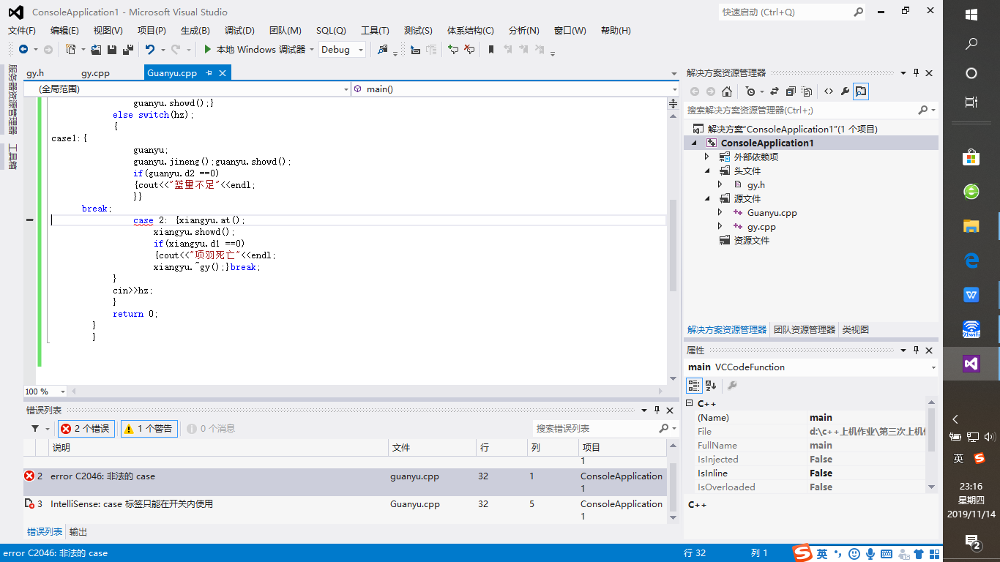 ConsoleApplication1 - Microsoft Visual Studio
快速启动 (Ctrl+Q)
文件(F) 编辑(E) 视图(V) 项目(P) 生成(B) 调试(D) 团队(M) SQL(Q) 工具(T) 测试(S) 体系结构(C) 分析(N) 窗口(W) 帮助(H)
本地 Windows 调试器 Debug
服务器资源管理器
工具箱
gy.h gy.cpp Guanyu.cpp
(全局范围) main()
guanyu.showd();}
else switch(hz);
{
case1:{
guanyu;
guanyu.jineng();guanyu.showd();
if(guanyu.d2 ==0)
{cout<<"蓝量不足"<<endl;
}}
break;
case 2: {xiangyu.at();
xiangyu.showd();
if(xiangyu.d1 ==0)
{cout<<"项羽死亡"<<endl;
xiangyu.~gy();}break;
}
cin>>hz;
}
return 0;
}
}
100 %
错误列表
2 个错误 1 个警告 0 个消息 搜索错误列表
说明 文件 行 列 项目
1
2 error C2046: 非法的 case guanyu.cpp 32 1 ConsoleApplication
1
3 IntelliSense: case 标签只能在开关内使用 Guanyu.cpp 32 5 ConsoleApplication
1
错误列表 输出
error C2046: 非法的 case 行 32 列 1 英
解决方案资源管理器
搜索解决方案资源管理器(Ctrl+;)
解决方案"ConsoleApplication1"(1 个项目)
ConsoleApplication1
外部依赖项
头文件
gy.h
源文件
Guanyu.cpp
gy.cpp
资源文件
解决方案资源管理器 团队资源管理器 类视图
属性
main VCCodeFunction
C++
(Name) main
File d:\c++上机作业\第三次上机
FullName main
IsInjected False
IsInline False
IsOverloaded False
C++
91wifi
英
23:16
星期四
2019/11/14
2